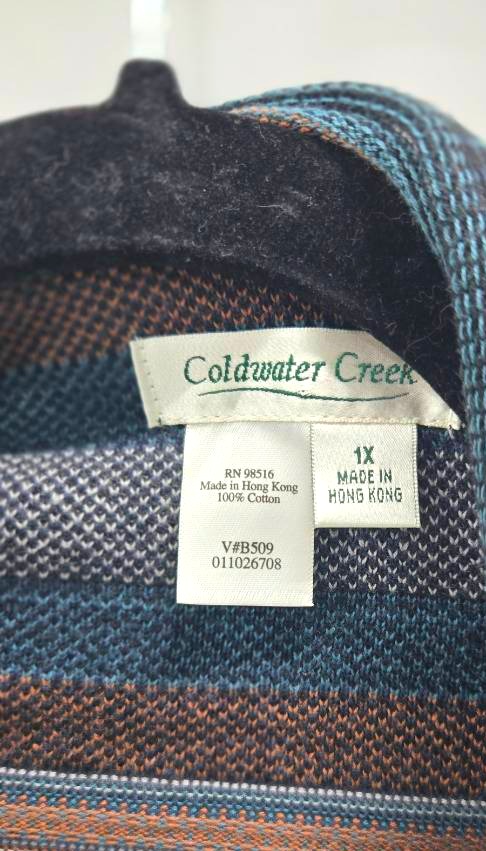 Coldwater Creek
RN 98516
Made in Hong Kong
100% Cotton
V#B509
011026708
1X
MADE IN
HONG KONG